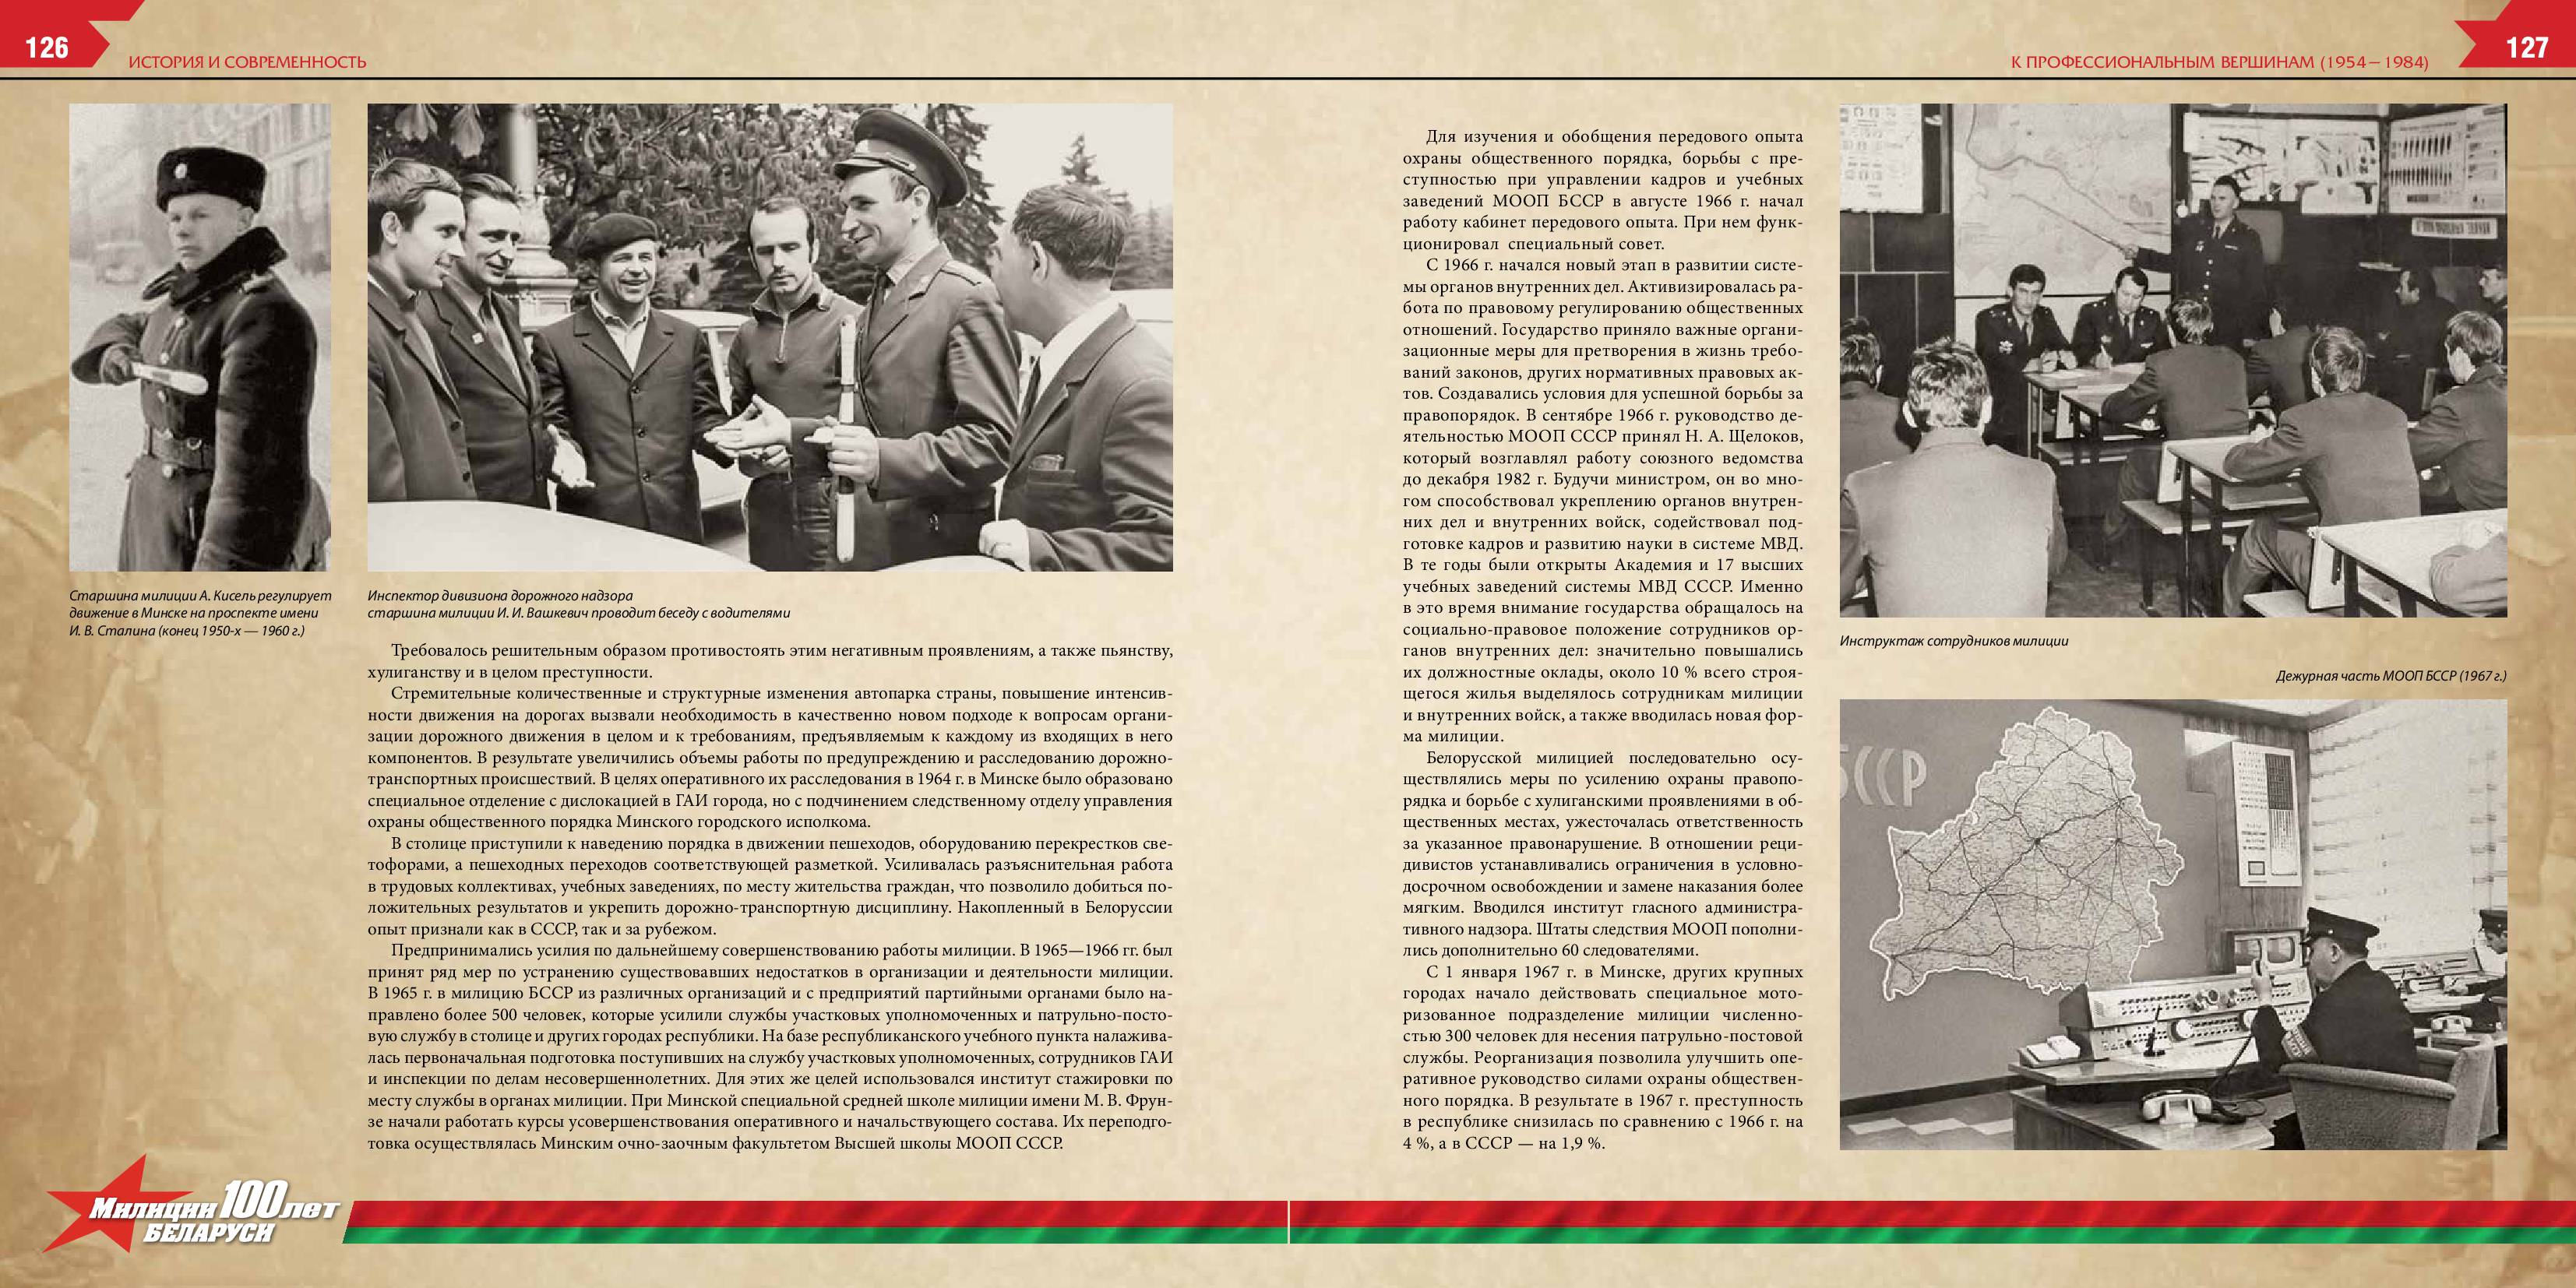 126
ИСТОРИЯ И СОВРЕМЕННОСТЬ
Старшина милиции А. Кисель регулирует
движение в Минске на проспекте имени
И. В. Сталина (конец 1950-х — 1960 г.)
Инспектор дивизиона дорожного надзора
старшина милиции И. И. Вашкевич проводит беседу с водителями
Требовалось решительным образом противостоять этим негативным проявлениям, а также пьянству,
хулиганству и в целом преступности.
Стремительные количественные и структурные изменения автопарка страны, повышение интенсив-
ности движения на дорогах вызвали необходимость в качественно новом подходе к вопросам органи-
зации дорожного движения в целом и к требованиям, предъявляемым к каждому из входящих в него
компонентов. В результате увеличились объемы работы по предупреждению и расследованию дорожно-
транспортных происшествий. В целях оперативного их расследования в 1964 г. в Минске было образовано
специальное отделение с дислокацией в ГАИ города, но с подчинением следственному отделу управления
охраны общественного порядка Минского городского исполкома.
В столице приступили к наведению порядка в движении пешеходов, оборудованию перекрестков све-
тофорами, а пешеходных переходов соответствующей разметкой. Усиливалась разъяснительная работа
в трудовых коллективах, учебных заведениях, по месту жительства граждан, что позволило добиться по-
ложительных результатов и укрепить дорожно-транспортную дисциплину. Накопленный в Белоруссии
опыт признали как в СССР, так и за рубежом.
Предпринимались усилия по дальнейшему совершенствованию работы милиции. В 1965—1966 гг. был
принят ряд мер по устранению существовавших недостатков в организации и деятельности милиции.
В 1965 г. в милицию БССР из различных организаций и с предприятий партийными органами было на-
правлено более 500 человек, которые усилили службы участковых уполномоченных и патрульно-посто-
вую службу в столице и других городах республики. На базе республиканского учебного пункта налажива-
лась первоначальная подготовка поступивших на службу участковых уполномоченных, сотрудников ГАИ
и инспекции по делам несовершеннолетних. Для этих же целей использовался институт стажировки по
месту службы в органах милиции. При Минской специальной средней школе милиции имени М. В. Фрун-
зе начали работать курсы усовершенствования оперативного и начальствующего состава. Их переподго-
товка осуществлялась Минским очно-заочным факультетом Высшей школы МООП СССР.
Милиции 100 лет
БЕЛАРУСИ
К ПРОФЕССИОНАЛЬНЫМ ВЕРШИНАМ (1954 – 1984)
127
Для изучения и обобщения передового опыта
охраны общественного порядка, борьбы с пре-
ступностью при управлении кадров и учебных
заведений МООП БССР в августе 1966 г. начал
работу кабинет передового опыта. При нем функ-
ционировал специальный совет.
С 1966 г. начался новый этап в развитии систе-
мы органов внутренних дел. Активизировалась ра-
бота по правовому регулированию общественных
отношений. Государство приняло важные органи-
зационные меры для претворения в жизнь требо-
ваний законов, других нормативных правовых ак-
тов. Создавались условия для успешной борьбы за
правопорядок. В сентябре 1966 г. руководство де-
ятельностью МООП СССР принял Н. А. Щелоков,
который возглавлял работу союзного ведомства
до декабря 1982 г. Будучи министром, он во мно-
гом способствовал укреплению органов внутрен-
них дел и внутренних войск, содействовал под-
готовке кадров и развитию науки в системе МВД.
В те годы были открыты Академия и 17 высших
учебных заведений системы МВД СССР. Именно
в это время внимание государства обращалось на
социально-правовое положение сотрудников ор-
ганов внутренних дел: значительно повышались
их должностные оклады, около 10 % всего строя-
щегося жилья выделялось сотрудникам милиции
и внутренних войск, а также вводилась новая фор-
ма милиции.
Белорусской милицией последовательно осу-
ществлялись меры по усилению охраны правопо-
рядка и борьбе с хулиганскими проявлениями в об-
щественных местах, ужесточалась ответственность
за указанное правонарушение. В отношении реци-
дивистов устанавливались ограничения в условно-
досрочном освобождении и замене наказания более
мягким. Вводился институт гласного администра-
тивного надзора. Штаты следствия МООП пополни-
лись дополнительно 60 следователями.
С 1 января 1967 г. в Минске, других крупных
городах начало действовать специальное мото-
ризованное подразделение милиции численно-
стью 300 человек для несения патрульно-постовой
службы. Реорганизация позволила улучшить опе-
ративное руководство силами охраны обществен-
ного порядка. В результате в 1967 г. преступность
в республике снизилась по сравнению с 1966 г. на
4 %, а в СССР — на 1,9 %.
Инструктаж сотрудников милиции
Дежурная часть МООП БССР (1967 г.)
БССР